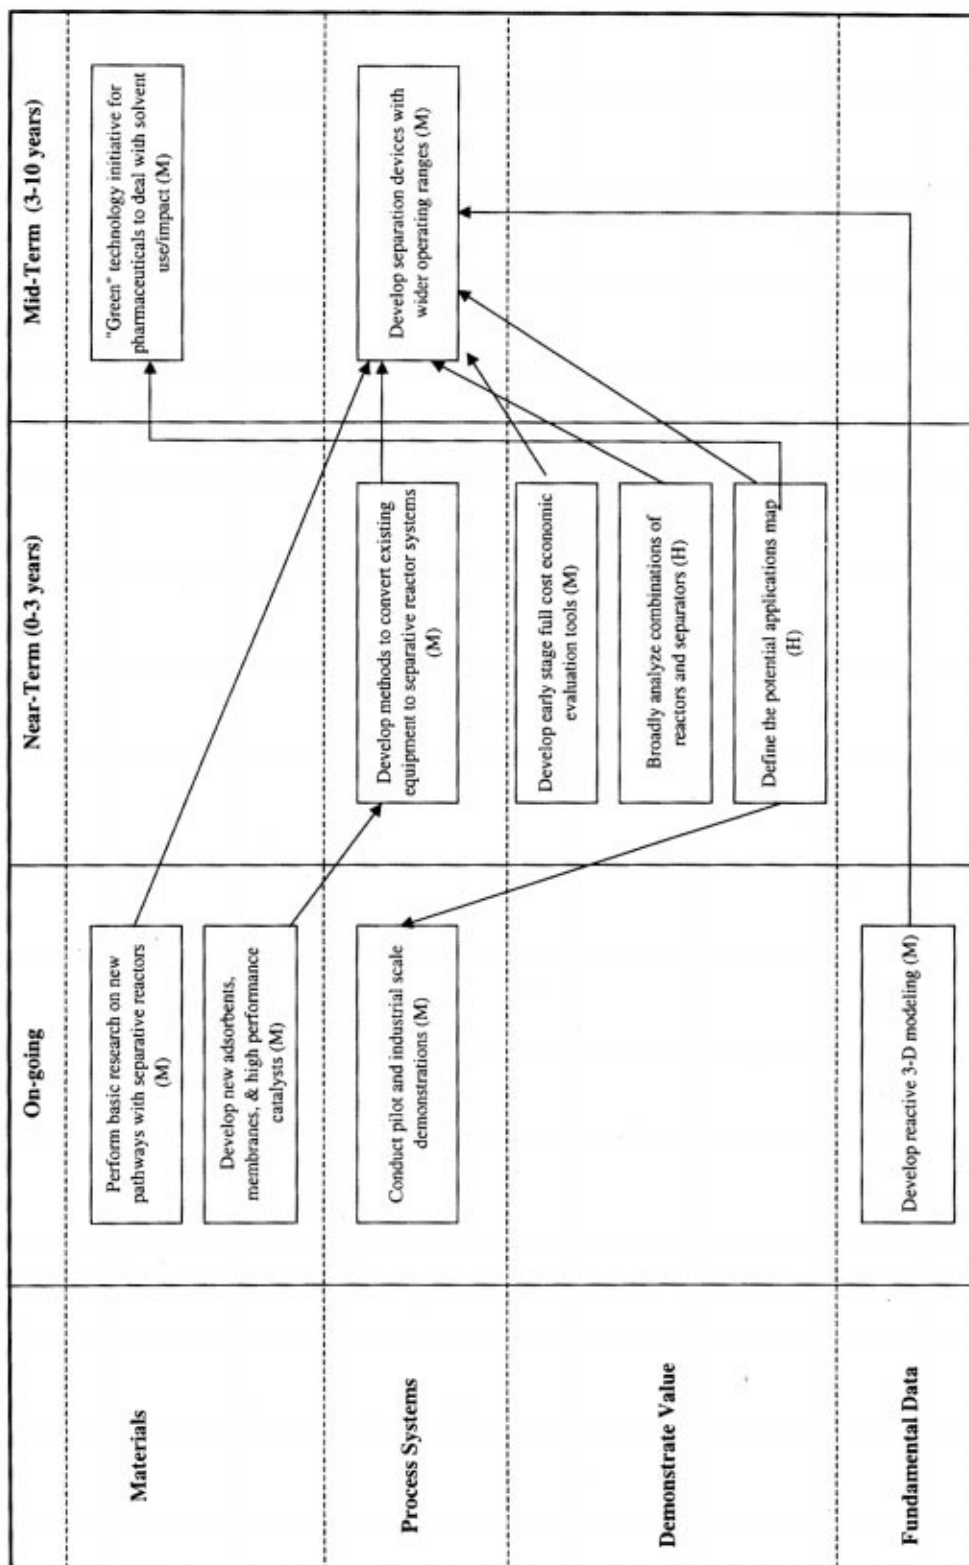 On-going
Near-Term (0-3 years)
Mid-Term (3-10 years)
Materials
Perform basic research on new
pathways with separative reactors
(M)
Develop new adsorbents,
membranes, & high performance
catalysts (M)
"Green" technology initiative for
pharmaceuticals to deal with solvent
use/impact (M)
Process Systems
Conduct pilot and industrial scale
demonstrations (M)
Develop methods to convert existing
equipment to separative reactor systems
(M)
Develop separation devices with
wider operating ranges (M)
Demonstrate Value
Develop early stage full cost economic
evaluation tools (M)
Broadly analyze combinations of
reactors and separators (H)
Define the potential applications map
(H)
Fundamental Data
Develop reactive 3-D modeling (M)